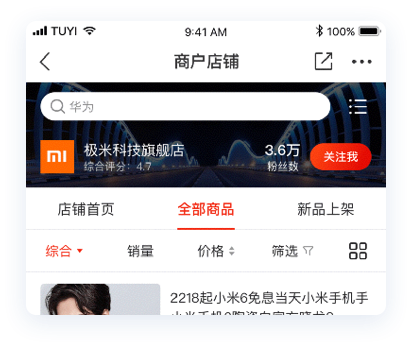 TUYI 9:41 AM 100%
商户店铺
华为
mi
极米科技旗舰店 3.6万
综合评分：4.7 粉丝数 关注我
店铺首页 全部商品 新品上架
综合 销量 价格 筛选
2218起小米6免息当天小米手机手